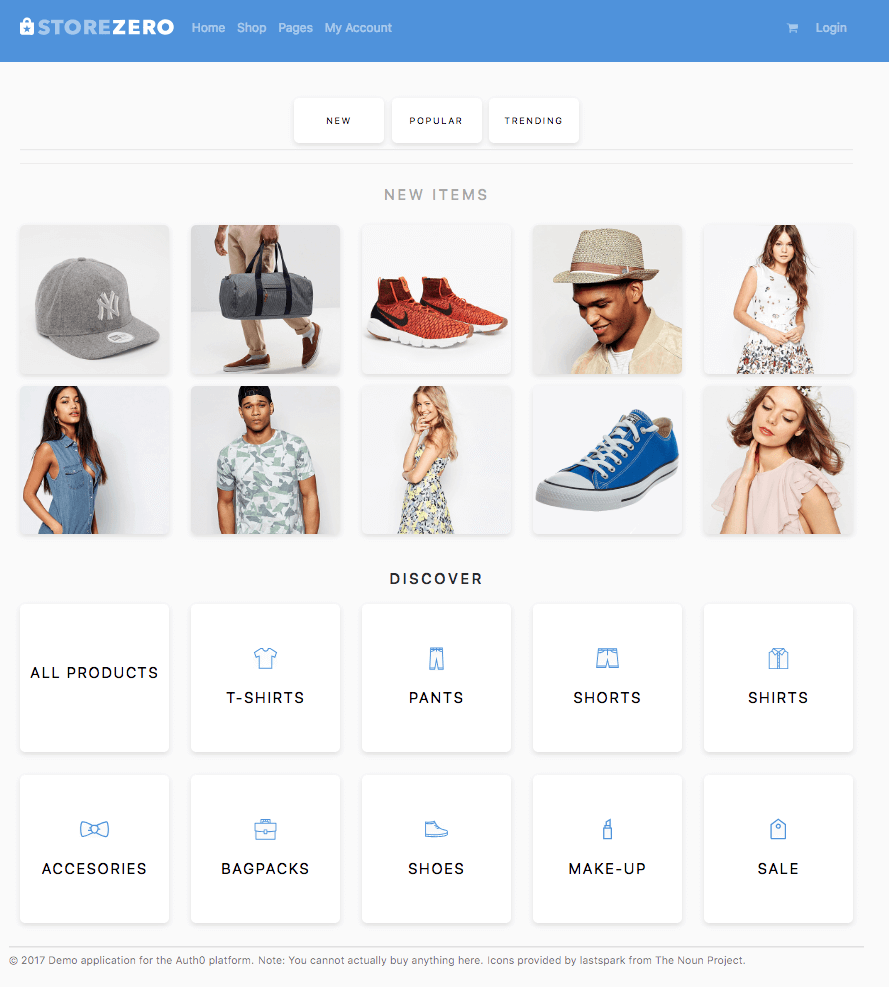 STOREZERO Home Shop Pages My Account Login
NEW POPULAR TRENDING
NEW ITEMS
NY
DISCOVER
ALL PRODUCTS T-SHIRTS PANTS SHORTS SHIRTS
ACCESORIES BAGPACKS SHOES MAKE-UP SALE
© 2017 Demo application for the Auth0 platform. Note: You cannot actually buy anything here. Icons provided by lastspark from The Noun Project.